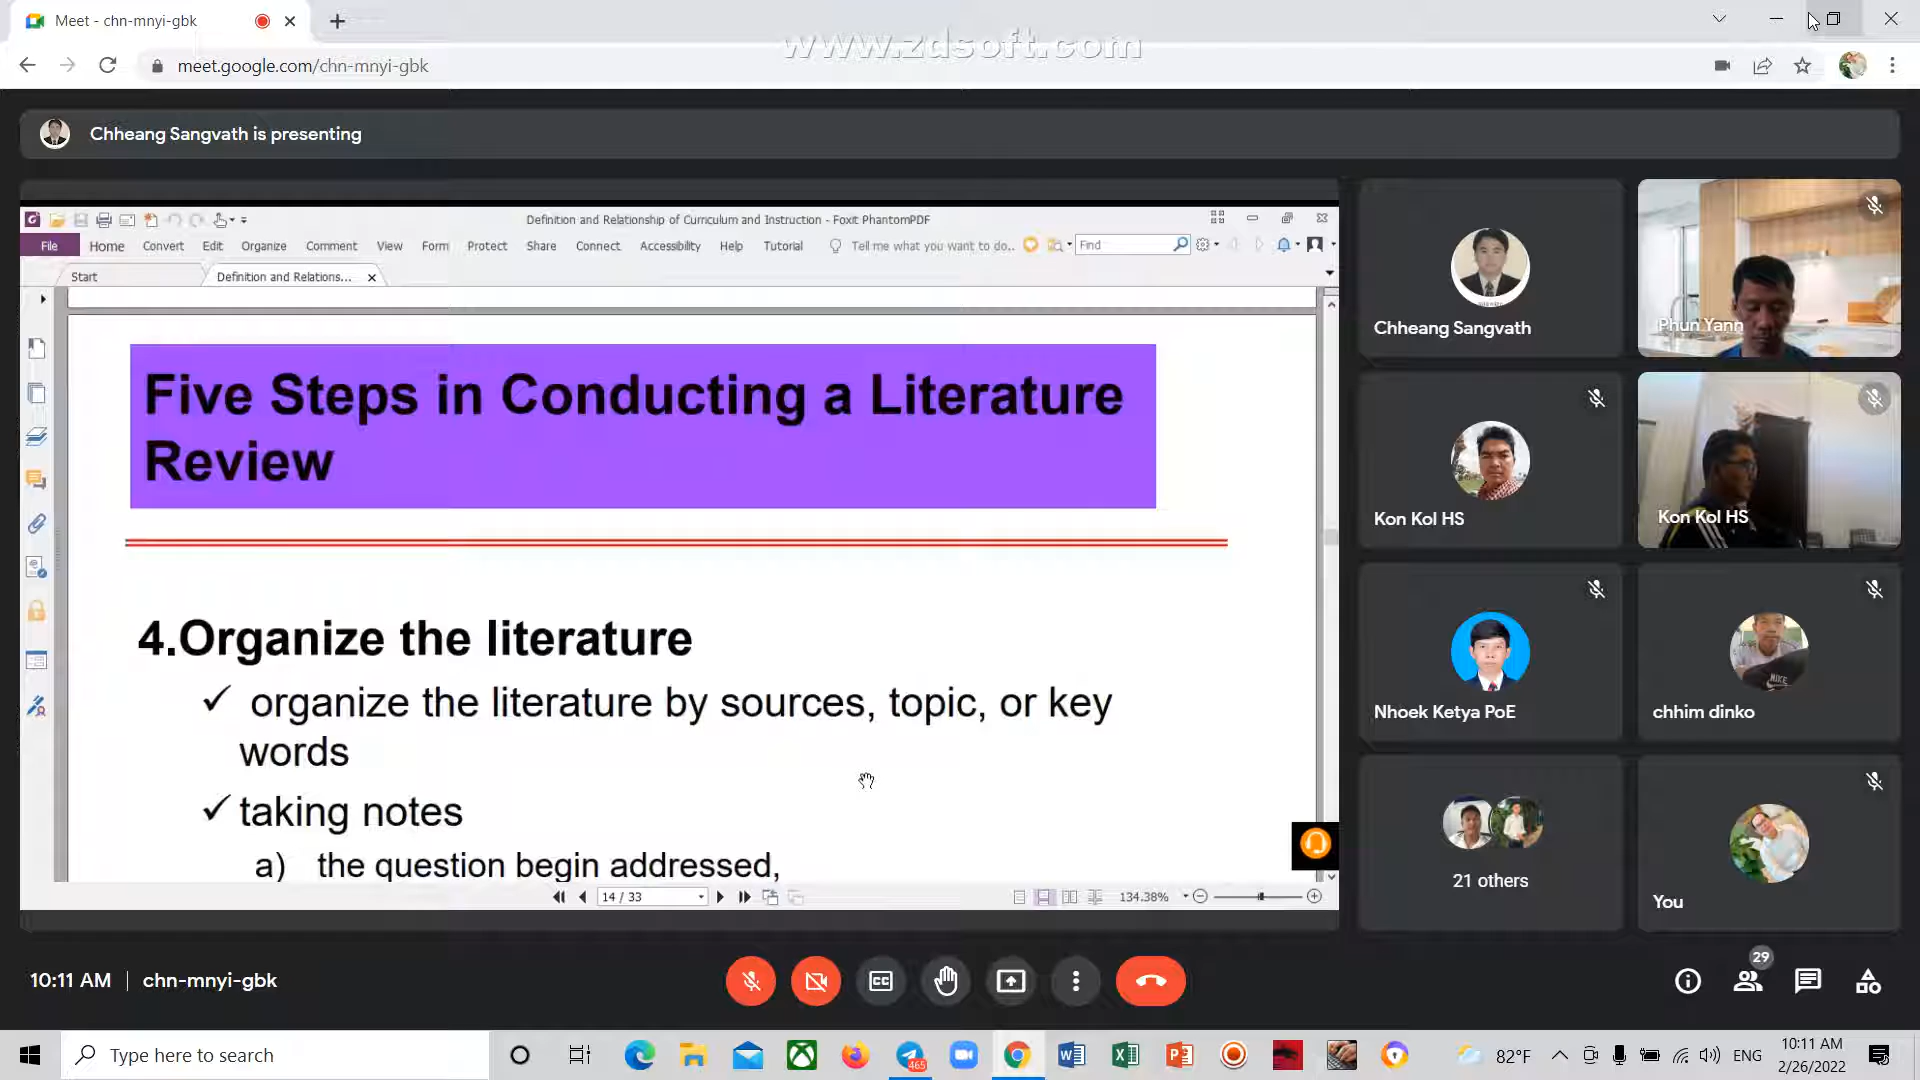 Meet - chn-mnyi-gbk
www.zdsoft.com
meet.google.com/chn-mnyi-gbk
Chheang Sangvath is presenting
Definition and Relationship of Curriculum and Instruction - Foxit PhantomPDF
File Home Convert Edit Organize Comment View Form Protect Share Connect Accessibility Help Tutorial Tell me what you want to do.. Find
Start Definition and Relations...
Five Steps in Conducting a Literature
Review
4.Organize the literature
✓ organize the literature by sources, topic, or key
words
✓ taking notes
a) the question begin addressed,
14 / 33
134.38%
Chheang Sangvath
Phun Yann
Kon Kol HS
Kon Kol HS
Nhoek Ketya PoE
chhim dinko
NIKE
21 others
You
10:11 AM | chn-mnyi-gbk
CC
29
Type here to search
465
82°F
ENG
10:11 AM
2/26/2022